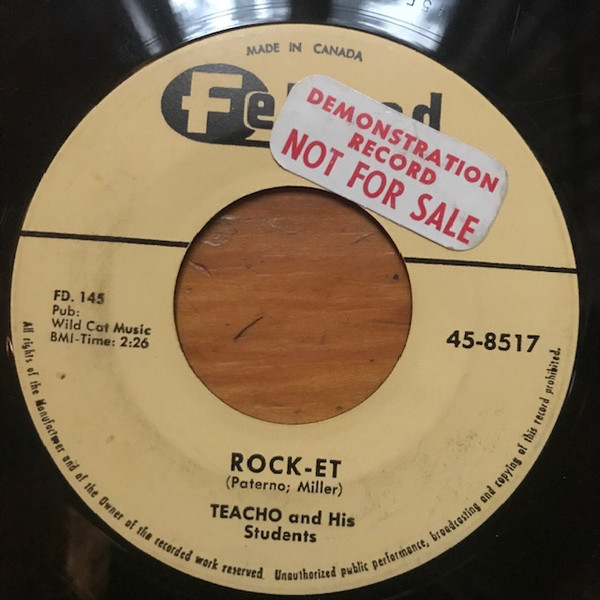 MADE IN CANADA
DEMONSTRATION
RECORD
NOT FOR SALE
FD. 145
Pub:
Wild Cat Music
BMI-Time: 2:26
45-8517
ROCK-ET
(Paterno; Miller)
TEACHO and His
Students
All rights of the Manufacturer and of the Owner of the recorded work reserved. Unauthorized public performance, broadcasting and copying of this record prohibited.